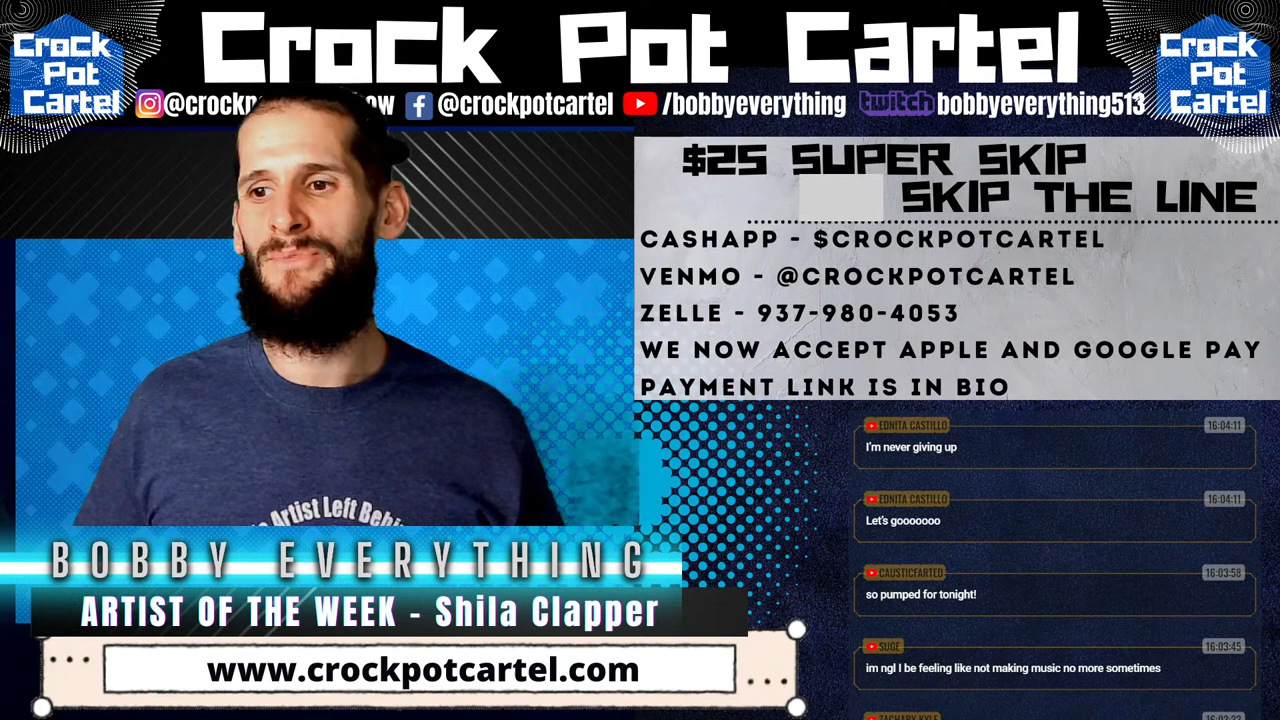 Crock Pot Cartel
Crock
Pot
Cartel
Crock
Pot
Cartel
@crockp
ow
@crockpotcartel
/bobbyeverything
twitch bobbyeverything513
$25 SUPER SKIP
SKIP THE LINE
CASHAPP - $CROCKPOTCARTEL
VENMO - @CROCKPOTCARTEL
ZELLE - 937-980-4053
WE NOW ACCEPT APPLE AND GOOGLE PAY
PAYMENT LINK IS IN BIO
EDNITA CASTILLO 16:04:11
I'm never giving up
EDNITA CASTILLO 16:04:11
Let's gooooooo
CAUSTICFARTED 16:03:58
so pumped for tonight!
SUGE 16:03:45
im ngl I be feeling like not making music no more sometimes
Artist Left Behi
BOBBY EVERYTHING
ARTIST OF THE WEEK - Shila Clapper
www.crockpotcartel.com